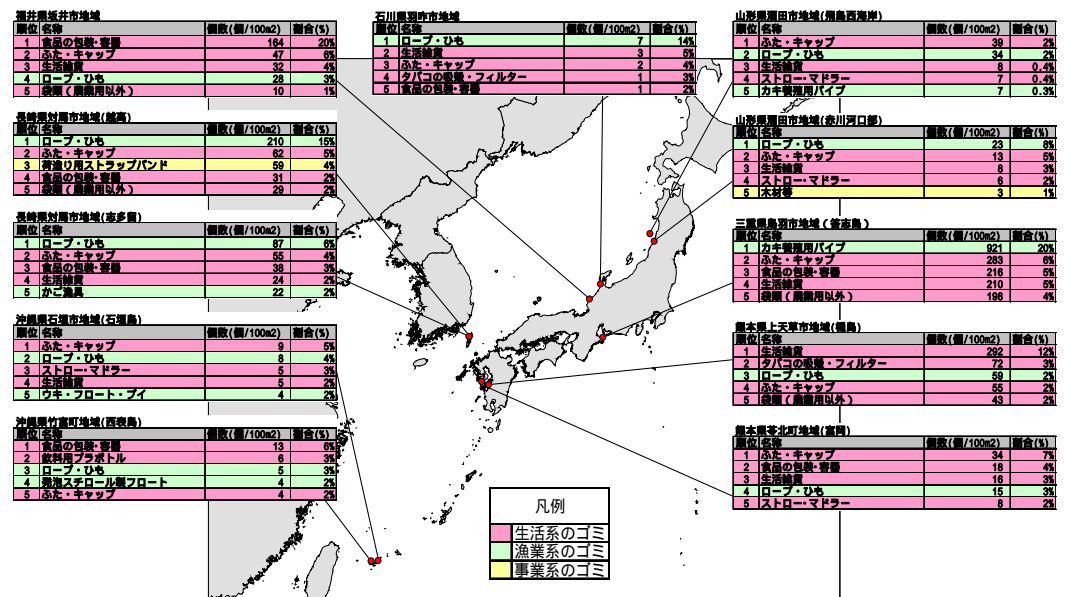 福井県坂井市地域
順位 名称 個数(個/100m2) 割合(%)
1 食品の包装・容器 164 20%
2 ふた・キャップ 47 6%
3 生活雑貨 32 4%
4 ロープ・ひも 28 3%
5 袋類(農業用以外) 10 1%
長崎県対馬市地域(越高)
順位 名称 個数(個/100m2) 割合(%)
1 ロープ・ひも 210 15%
2 ふた・キャップ 62 5%
3 荷造り用ストラップバンド 59 4%
4 食品の包装・容器 31 2%
5 袋類(農業用以外) 29 2%
長崎県対馬市地域(志多留)
順位 名称 個数(個/100m2) 割合(%)
1 ロープ・ひも 87 6%
2 ふた・キャップ 55 4%
3 食品の包装・容器 38 3%
4 生活雑貨 24 2%
5 かご漁具 22 2%
沖縄県石垣市地域(石垣島)
順位 名称 個数(個/100m2) 割合(%)
1 ふた・キャップ 9 5%
2 ロープ・ひも 8 4%
3 ストロー・マドラー 5 3%
4 生活雑貨 5 2%
5 ウキ・フロート・ブイ 4 2%
沖縄県竹富町地域(西表島)
順位 名称 個数(個/100m2) 割合(%)
1 食品の包装・容器 13 6%
2 飲料用プラボトル 6 3%
3 ロープ・ひも 5 3%
4 発泡スチロール製フロート 4 2%
5 ふた・キャップ 4 2%
石川県羽咋市地域
順位 名称 個数(個/100m2) 割合(%)
1 ロープ・ひも 7 14%
2 生活雑貨 3 5%
3 ふた・キャップ 2 4%
4 タバコの吸殻・フィルター 1 3%
5 食品の包装・容器 1 2%
山形県酒田市地域(飛島西海岸)
順位 名称 個数(個/100m2) 割合(%)
1 ふた・キャップ 39 2%
2 ロープ・ひも 34 2%
3 生活雑貨 8 0.4%
4 ストロー・マドラー 7 0.4%
5 カキ養殖用パイプ 7 0.3%
山形県酒田市地域(赤川河口部)
順位 名称 個数(個/100m2) 割合(%)
1 ロープ・ひも 23 8%
2 ふた・キャップ 13 5%
3 生活雑貨 8 3%
4 ストロー・マドラー 6 2%
5 木材等 3 1%
三重県鳥羽市地域(答志島)
順位 名称 個数(個/100m2) 割合(%)
1 カキ養殖用パイプ 921 20%
2 ふた・キャップ 283 6%
3 食品の包装・容器 216 5%
4 生活雑貨 210 5%
5 袋類(農業用以外) 198 4%
熊本県上天草市地域(樋島)
順位 名称 個数(個/100m2) 割合(%)
1 生活雑貨 292 12%
2 タバコの吸殻・フィルター 72 3%
3 ロープ・ひも 59 2%
4 ふた・キャップ 55 2%
5 袋類(農業用以外) 43 2%
熊本県苓北町地域(富岡)
順位 名称 個数(個/100m2) 割合(%)
1 ふた・キャップ 34 7%
2 食品の包装・容器 18 4%
3 生活雑貨 16 3%
4 ロープ・ひも 15 3%
5 ストロー・マドラー 8 2%
凡例
生活系のゴミ
漁業系のゴミ
事業系のゴミ